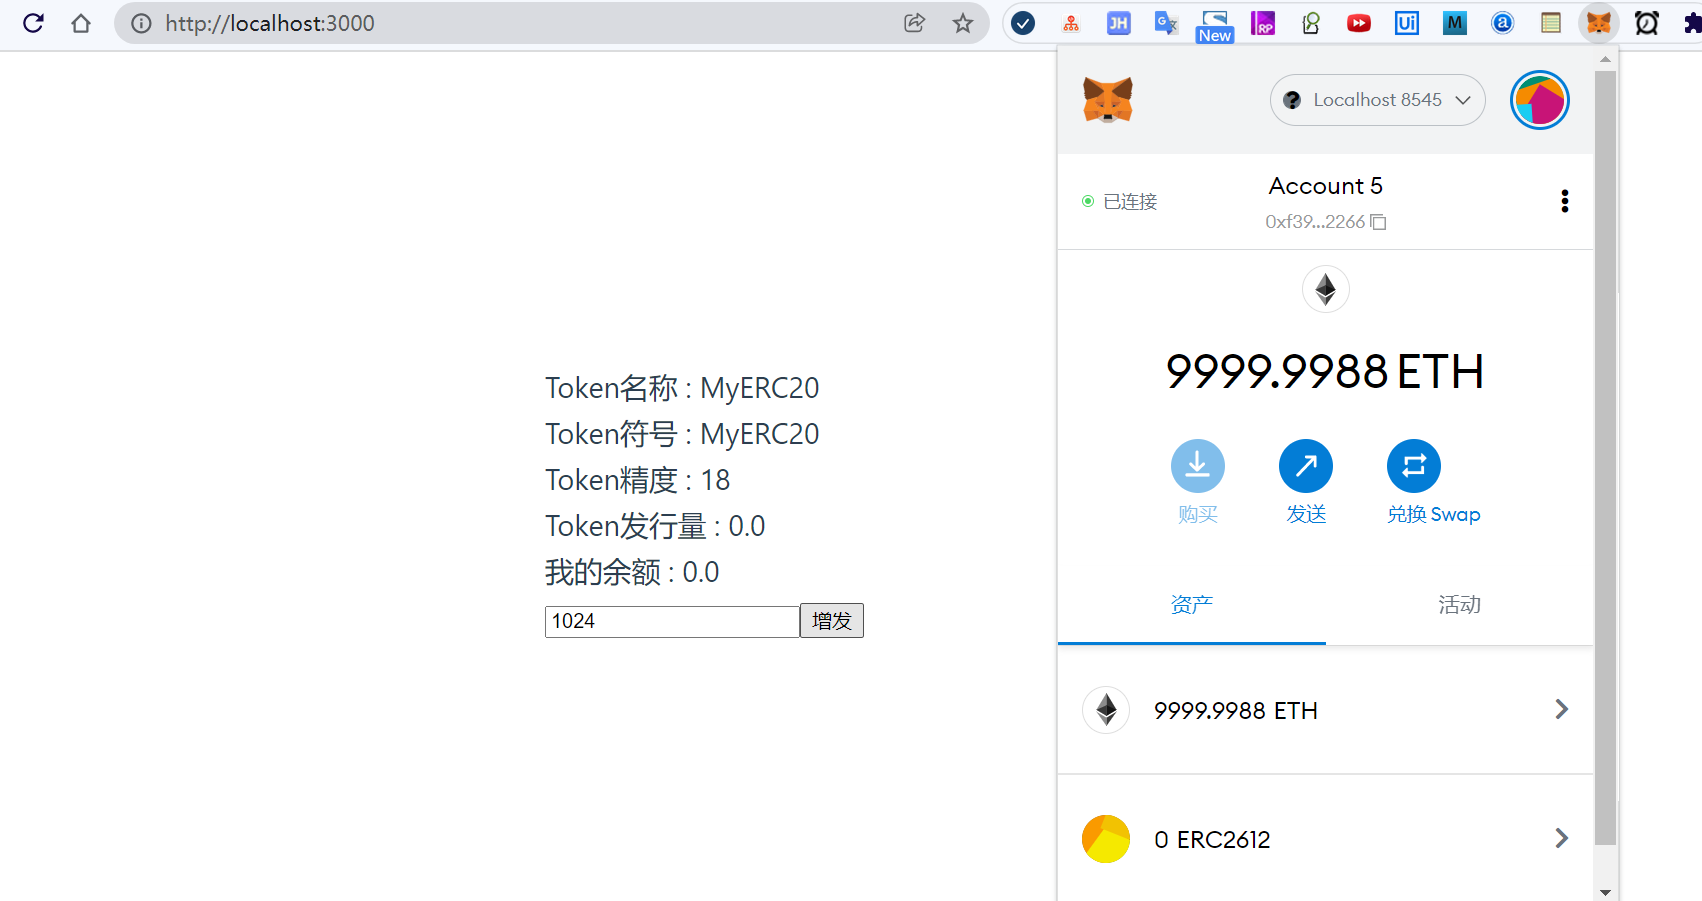 http://localhost:3000
JH
G
New
RP
Ui
M
a
Localhost 8545
已连接
Account 5
0xf39...2266
9999.9988 ETH
购买
发送
兑换 Swap
资产
活动
9999.9988 ETH
0 ERC2612
Token名称 : MyERC20
Token符号 : MyERC20
Token精度 : 18
Token发行量 : 0.0
我的余额 : 0.0
1024
增发